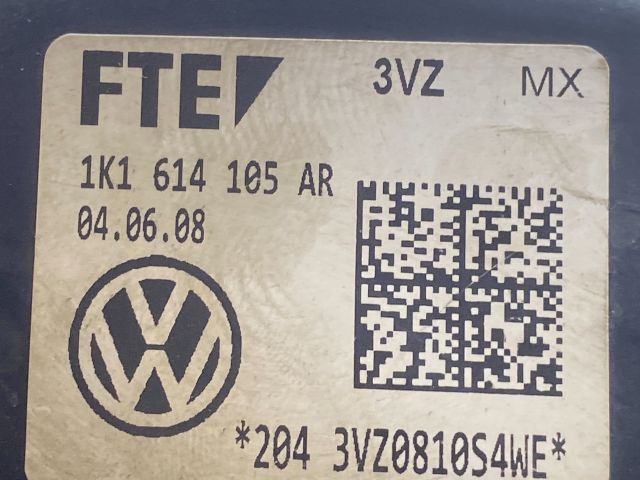 FTE 3VZ MX
1K1 614 105 AR
04.06.08
*204 3VZ0810S4WE*